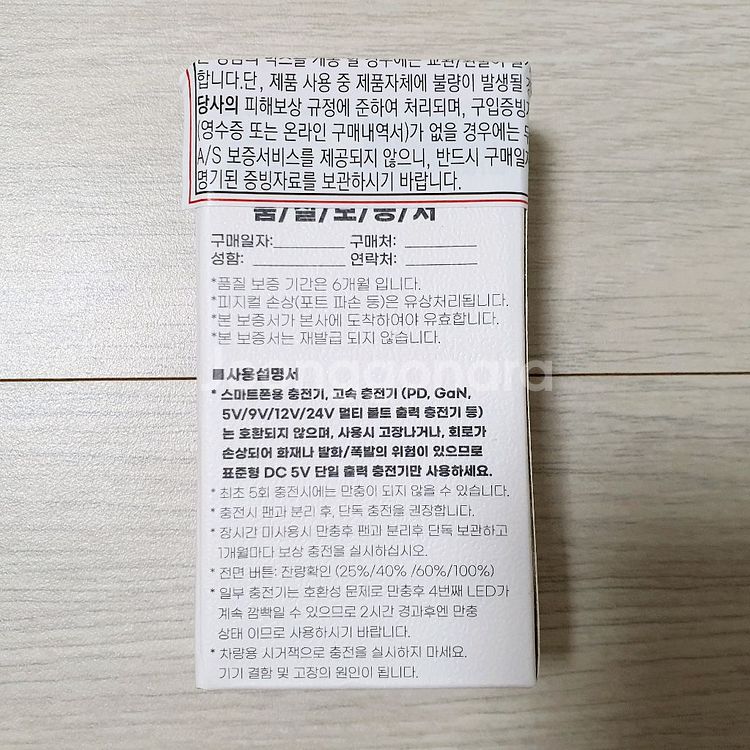 합니다.단, 제품 사용 중 제품자체에 불량이 발생될
당사의 피해보상 규정에 준하여 처리되며, 구입증빙자
(영수증 또는 온라인 구매내역서)가 없을 경우에는
A/S 보증서비스를 제공되지 않으니, 반드시 구매일자
명기된 증빙자료를 보관하시기 바랍니다.
품/질/보/증/서
구매일자:__________ 구매처: ________
성함: __________ 연락처: ________
*품질 보증 기간은 6개월 입니다.
*피지컬 손상(포트 파손 등)은 유상처리됩니다.
*본 보증서가 본사에 도착하여야 유효합니다.
*본 보증서는 재발급 되지 않습니다.
■사용설명서
* 스마트폰용 충전기, 고속 충전기 (PD, GaN,
5V/9V/12V/24V 멀티 볼트 출력 충전기 등)
는 호환되지 않으며, 사용시 고장나거나, 회로가
손상되어 화재나 발화/폭발의 위험이 있으므로
표준형 DC 5V 단일 출력 충전기만 사용하세요.
* 최초 5회 충전시에는 만충이 되지 않을 수 있습니다.
* 충전시 팬과 분리 후, 단독 충전을 권장합니다.
* 장시간 미사용시 만충후 팬과 분리후 단독 보관하고
1개월마다 보상 충전을 실시하십시오.
* 전면 버튼: 잔량확인 (25%/40% /60%/100%)
* 일부 충전기는 호환성 문제로 만충후 4번째 LED가
계속 깜빡일 수 있으므로 2시간 경과후엔 만충
상태 이므로 사용하시기 바랍니다.
* 차량용 시거잭으로 충전을 실시하지 마세요.
기기 결함 및 고장의 원인이 됩니다.
Joonggonara